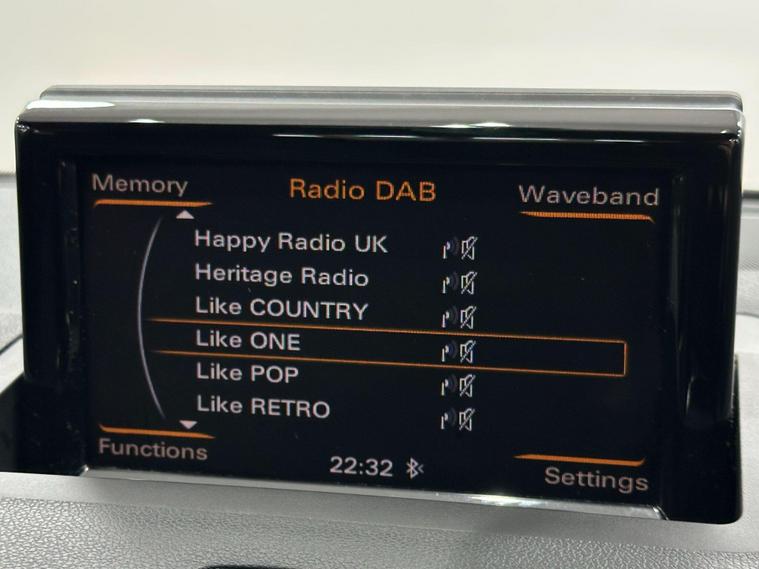 Memory
Radio DAB
Waveband
Happy Radio UK
Heritage Radio
Like COUNTRY
Like ONE
Like POP
Like RETRO
Functions
22:32
Settings